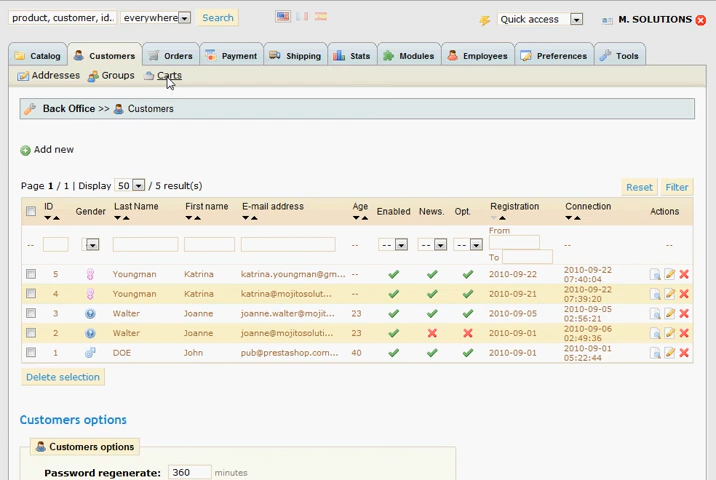 product, customer, id.. everywhere Search Quick access M. SOLUTIONS
Catalog Customers Orders Payment Shipping Stats Modules Employees Preferences Tools
Addresses Groups Carts
Back Office >> Customers
Add new
Page 1 / 1 | Display 50 / 5 result(s) Reset Filter
ID Gender Last Name First name E-mail address Age Enabled News. Opt. Registration Connection Actions
-- -- -- -- -- From To -- --
5 Youngman Katrina katrina.youngman@gm... -- 2010-09-22 2010-09-22 07:40:04
4 Youngman Katrina katrina@mojitosolut... -- 2010-09-21 2010-09-22 07:39:20
3 Walter Joanne joanne.walter@mojit... 23 2010-09-05 2010-09-05 02:56:21
2 Walter Joanne joanne@mojitosoluti... 23 2010-09-01 2010-09-06 02:49:36
1 DOE John pub@prestashop.com... 40 2010-09-01 2010-09-01 05:22:44
Delete selection
Customers options
Customers options
Password regenerate: 360 minutes